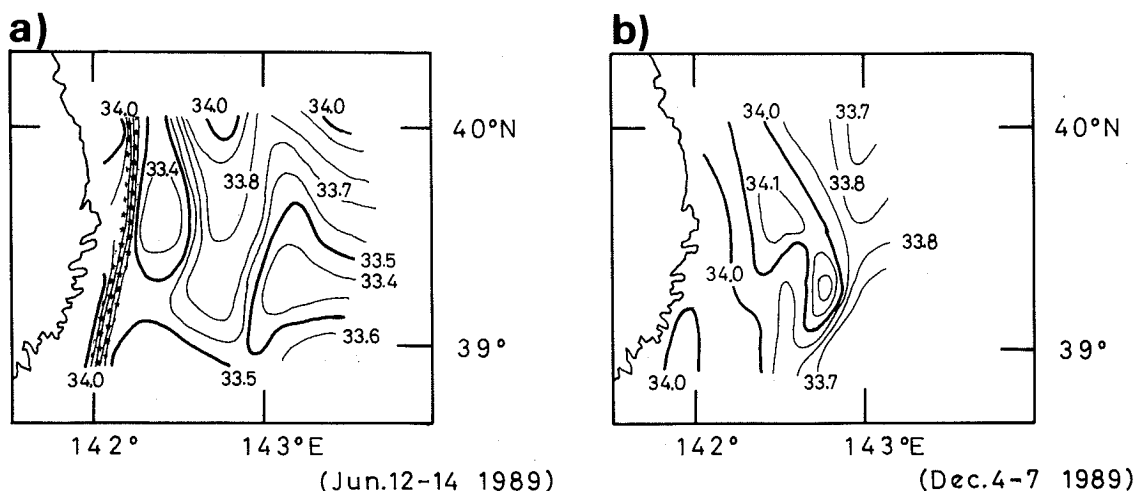 a)
34.0 34.0 34.0
40°N
33.4 33.8 33.7
33.5
33.4
33.6
39°
34.0 33.5
142° 143°E
(Jun.12-14 1989)
b)
34.0 33.7
40°N
34.1 33.8
33.8
34.0
39°
34.0 33.7
142° 143°E
(Dec.4-7 1989)